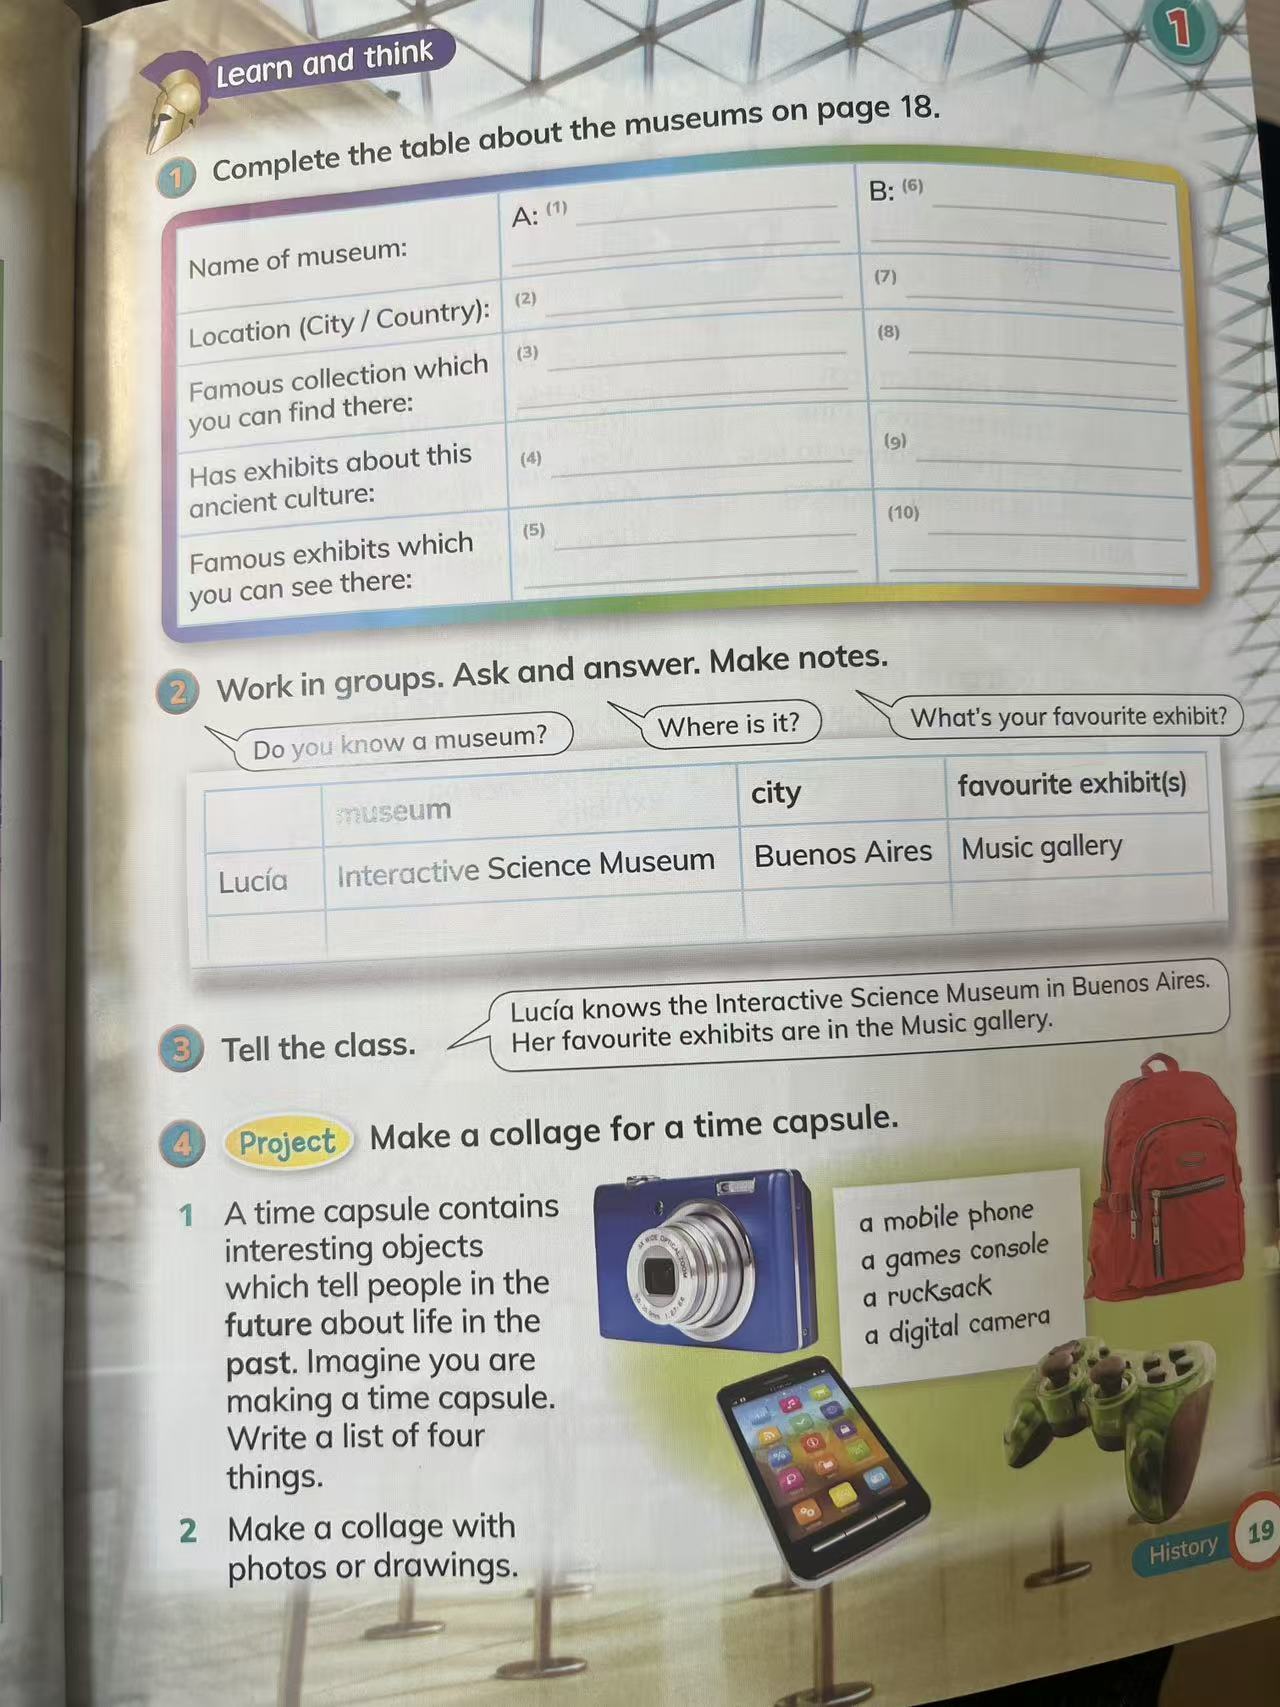 1
Learn and think
1 Complete the table about the museums on page 18.
Name of museum: A: (1) B: (6)
Location (City / Country): (2) (7)
Famous collection which you can find there: (3) (8)
Has exhibits about this ancient culture: (4) (9)
Famous exhibits which you can see there: (5) (10)
2 Work in groups. Ask and answer. Make notes.
Do you know a museum?
Where is it?
What's your favourite exhibit?
museum city favourite exhibit(s)
Lucía Interactive Science Museum Buenos Aires Music gallery
3 Tell the class.
Lucía knows the Interactive Science Museum in Buenos Aires.
Her favourite exhibits are in the Music gallery.
4 Project Make a collage for a time capsule.
1 A time capsule contains
interesting objects
which tell people in the
future about life in the
past. Imagine you are
making a time capsule.
Write a list of four
things.
2 Make a collage with
photos or drawings.
a mobile phone
a games console
a rucksack
a digital camera
History 19